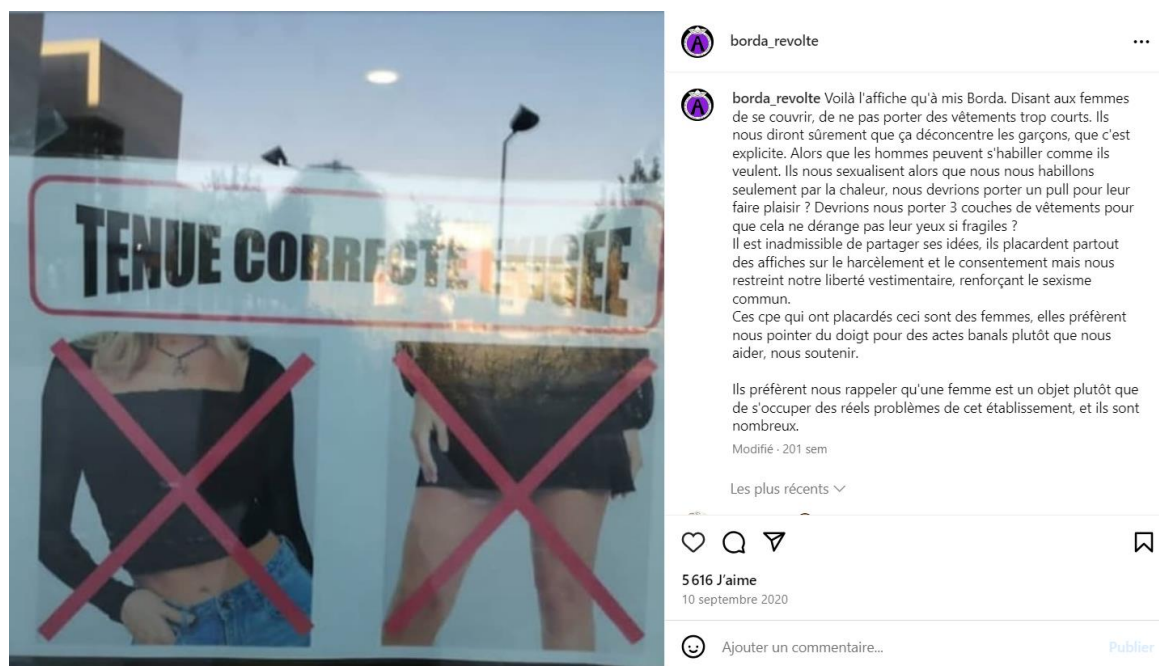 TENUE CORRECTE EXIGEE
borda_revolte
borda_revolte Voilà l'affiche qu'à mis Borda. Disant aux femmes
de se couvrir, de ne pas porter des vêtements trop courts. Ils
nous diront sûrement que ça déconcentre les garçons, que c'est
explicite. Alors que les hommes peuvent s'habiller comme ils
veulent. Ils nous sexualisent alors que nous nous habillons
seulement par la chaleur, nous devrions porter un pull pour leur
faire plaisir ? Devrions nous porter 3 couches de vêtements pour
que cela ne dérange pas leur yeux si fragiles ?
Il est inadmissible de partager ses idées, ils placardent partout
des affiches sur le harcèlement et le consentement mais nous
restreint notre liberté vestimentaire, renforçant le sexisme
commun.
Ces cpe qui ont placardés ceci sont des femmes, elles préfèrent
nous pointer du doigt pour des actes banals plutôt que nous
aider, nous soutenir.
Ils préfèrent nous rappeler qu'une femme est un objet plutôt que
de s'occuper des réels problèmes de cet établissement, et ils sont
nombreux.
Modifié · 201 sem
Les plus récents
5 616 J'aime
10 septembre 2020
Ajouter un commentaire...
Publier